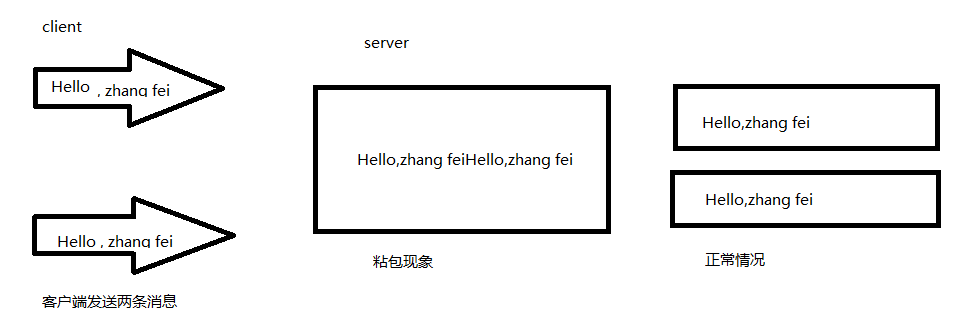 client
server
Hello , zhang fei
Hello,zhang fei
Hello,zhang feiHello,zhang fei
Hello,zhang fei
Hello , zhang fei
粘包现象
正常情况
客户端发送两条消息